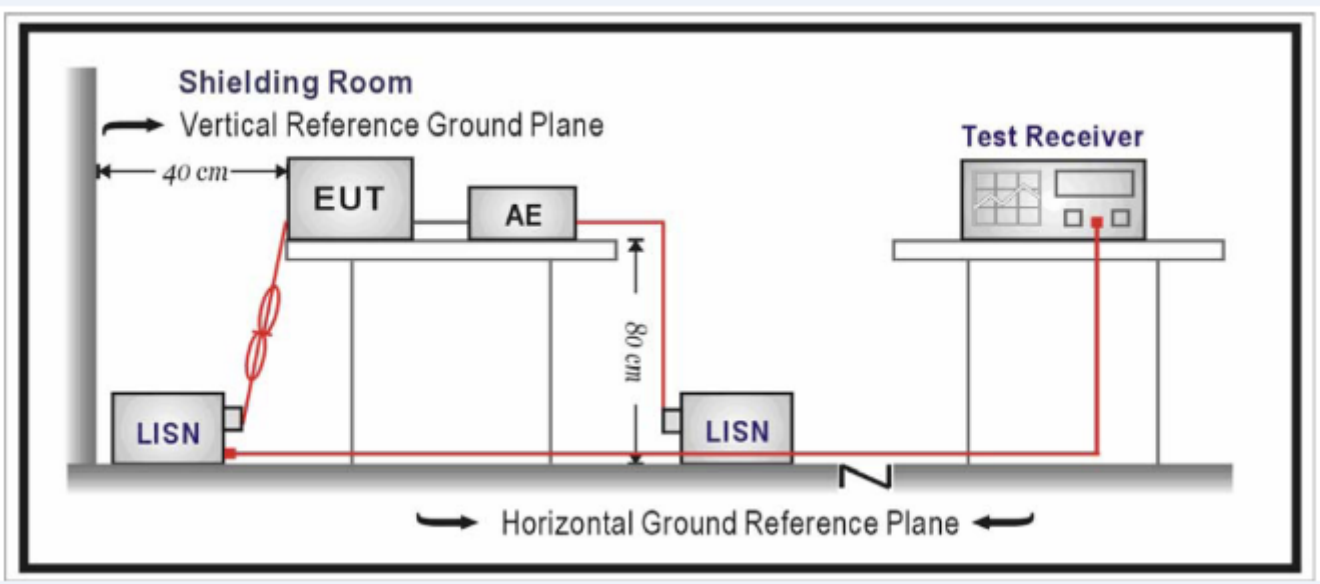 Shielding Room
Vertical Reference Ground Plane
40 cm
EUT
AE
Test Receiver
80 cm
LISN
LISN
Horizontal Ground Reference Plane